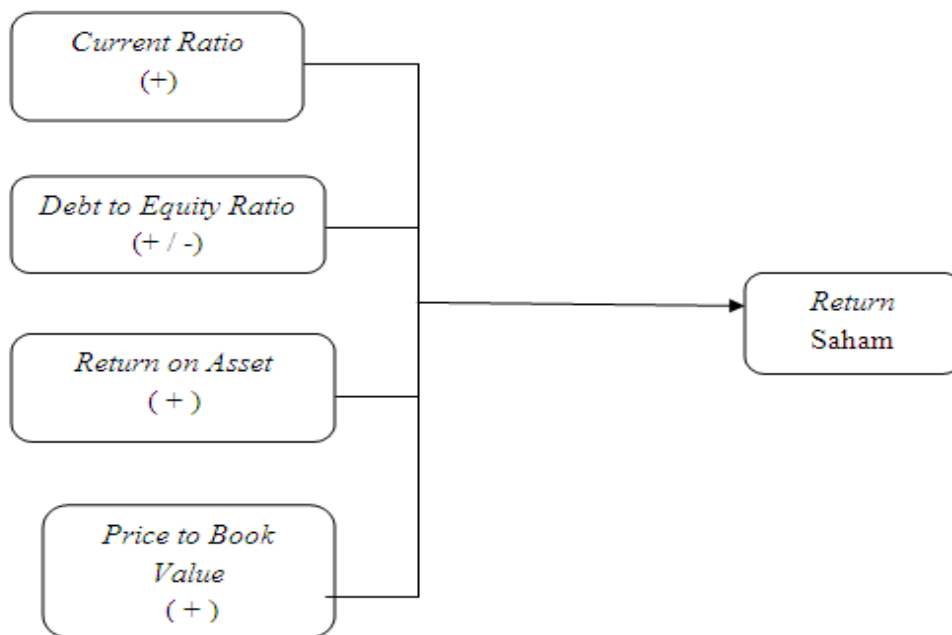 Current Ratio
(+)
Debt to Equity Ratio
(+ / -)
Return on Asset
( + )
Price to Book
Value
( + )
Return
Saham